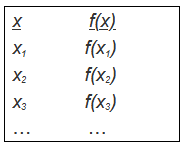 x f(x)
x₁ f(x₁)
x₂ f(x₂)
x₃ f(x₃)
… …